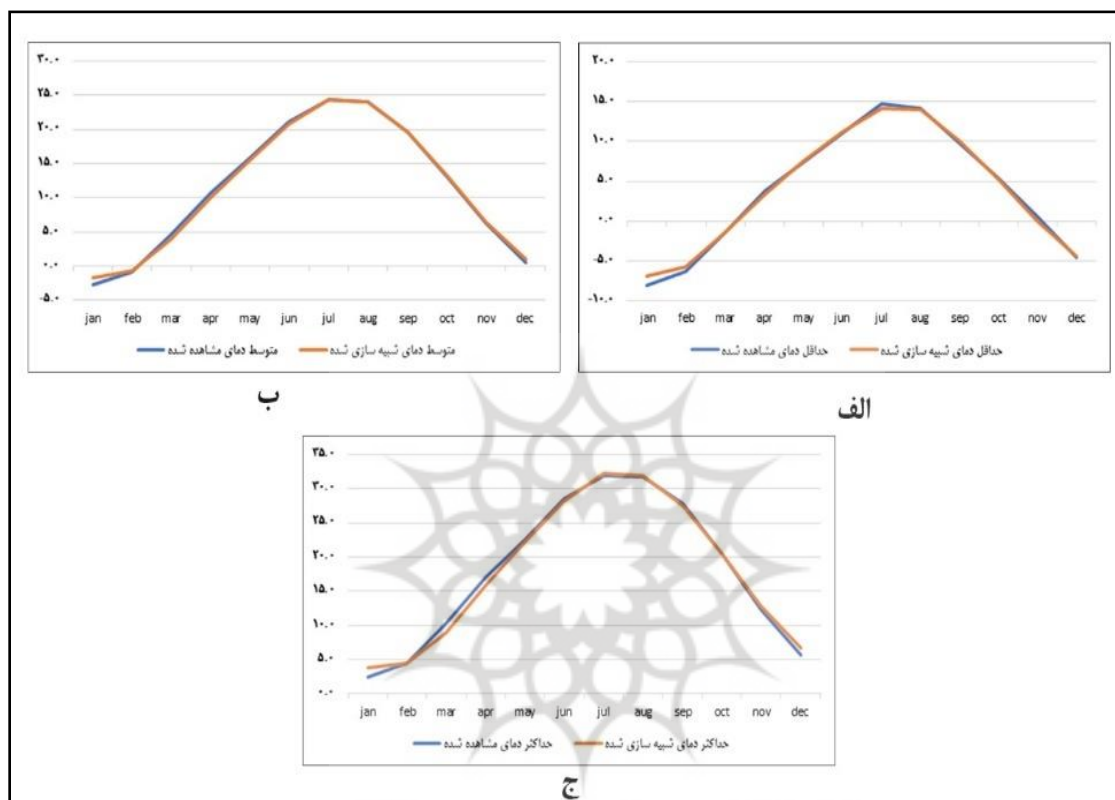 ۲۰.۰
۱۵.۰
۱۰.۰
۵.۰
۰.۰
-۵.۰
-۱۰.۰
jan feb mar apr may jun jul aug sep oct nov dec
حداقل دمای مشاهده شده حداقل دمای شبیه سازی شده
الف
۳۰.۰
۲۵.۰
۲۰.۰
۱۵.۰
۱۰.۰
۵.۰
۰.۰
-۵.۰
jan feb mar apr may jun jul aug sep oct nov dec
متوسط دمای مشاهده شده متوسط دمای شبیه سازی شده
ب
۳۵.۰
۳۰.۰
۲۵.۰
۲۰.۰
۱۵.۰
۱۰.۰
۵.۰
۰.۰
jan feb mar apr may jun jul aug sep oct nov dec
حداکثر دمای مشاهده شده حداکثر دمای شبیه سازی شده
ج